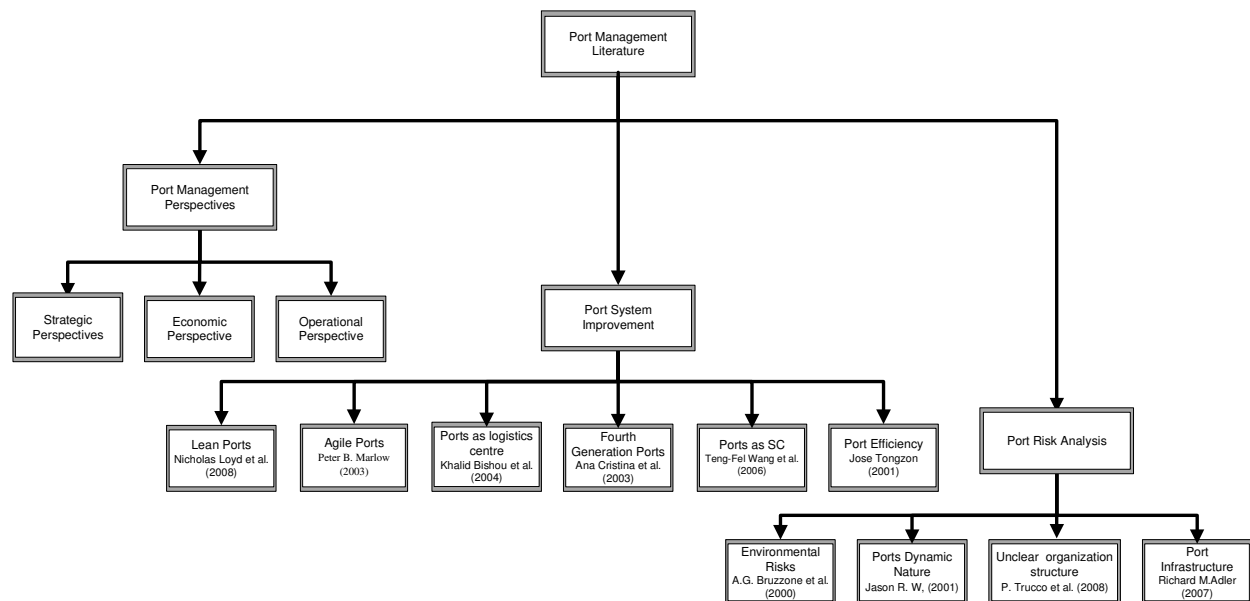 Port Management
Literature
Port Management
Perspectives
Strategic
Perspectives
Economic
Perspective
Operational
Perspective
Port System
Improvement
Lean Ports
Nicholas Loyd et al.
(2008)
Agile Ports
Peter B. Marlow
(2003)
Ports as logistics
centre
Khalid Bishou et al.
(2004)
Fourth
Generation Ports
Ana Cristina et al.
(2003)
Ports as SC
Teng-Fel Wang et al.
(2006)
Port Efficiency
Jose Tongzon
(2001)
Port Risk Analysis
Environmental
Risks
A.G. Bruzzone et al.
(2000)
Ports Dynamic
Nature
Jason R. W, (2001)
Unclear organization
structure
P. Trucco et al. (2008)
Port
Infrastructure
Richard M.Adler
(2007)